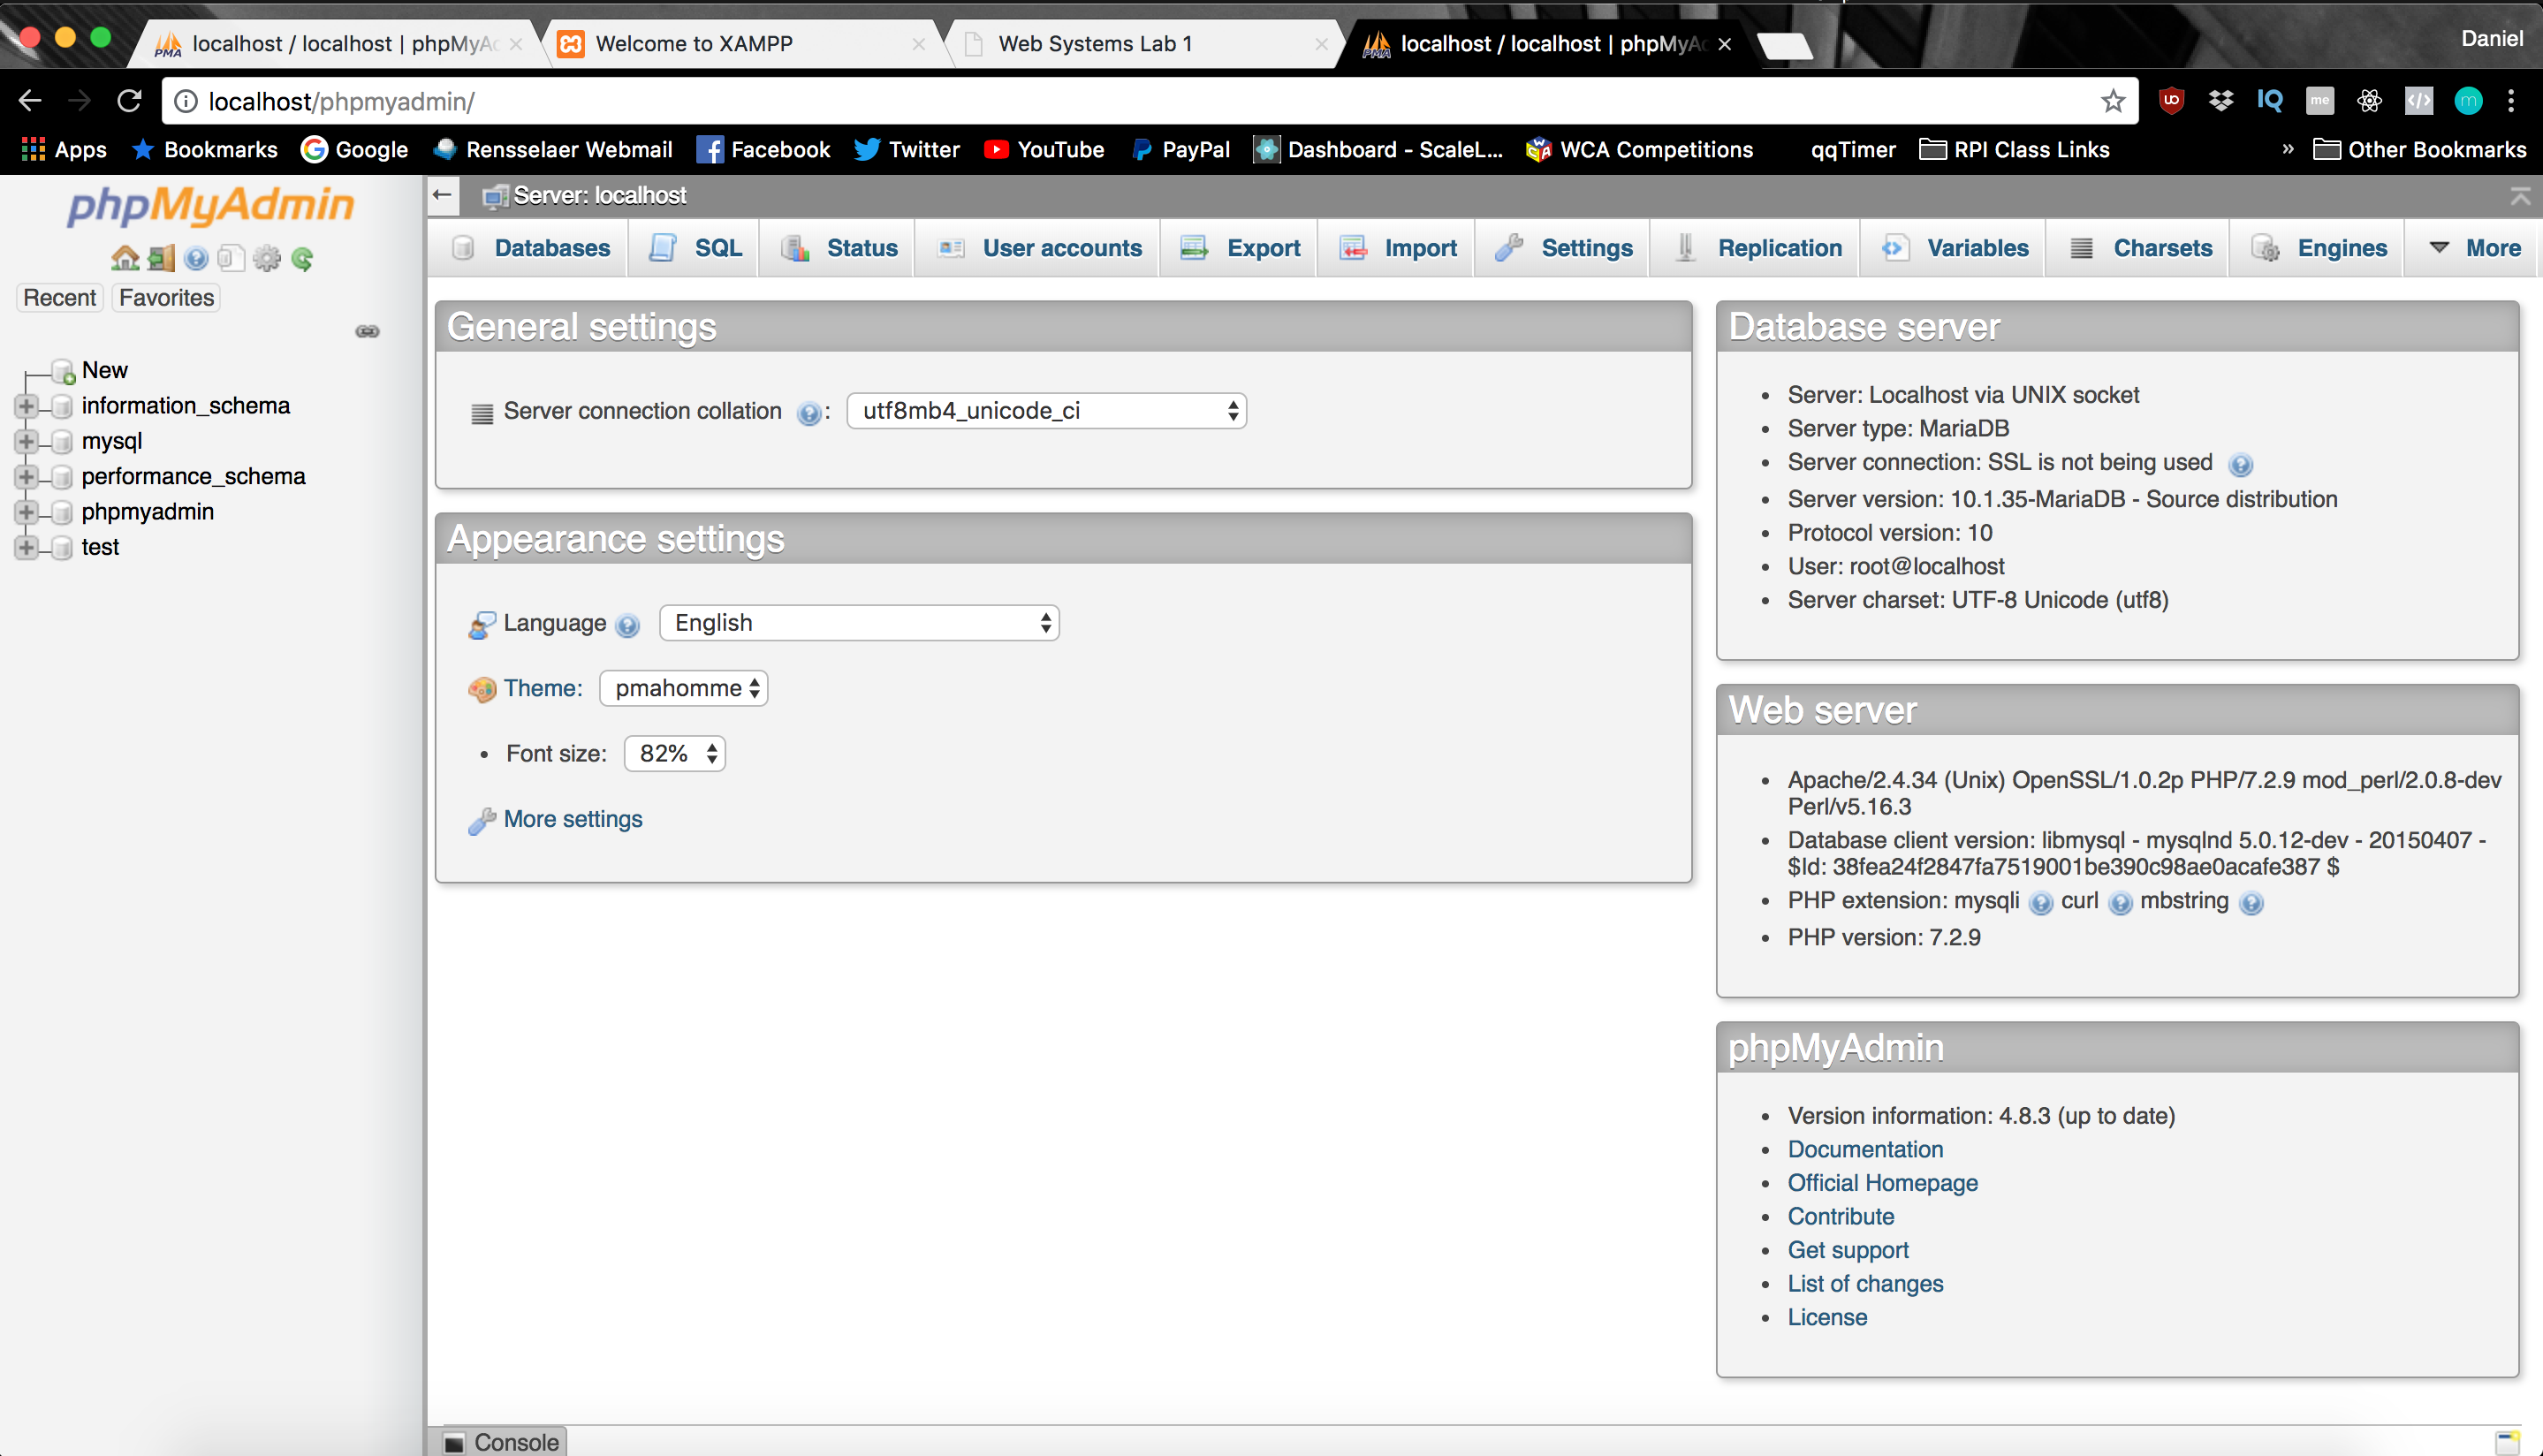 localhost / localhost | phpMyAd
Welcome to XAMPP
Web Systems Lab 1
localhost / localhost | phpMyAd
Daniel
localhost/phpmyadmin/
Apps
Bookmarks
Google
Rensselaer Webmail
Facebook
Twitter
YouTube
PayPal
Dashboard - ScaleL...
WCA Competitions
qqTimer
RPI Class Links
»
Other Bookmarks
phpMyAdmin
Recent
Favorites
New
information_schema
mysql
performance_schema
phpmyadmin
test
Server: localhost
Databases
SQL
Status
User accounts
Export
Import
Settings
Replication
Variables
Charsets
Engines
More
General settings
Server connection collation :
utf8mb4_unicode_ci
Appearance settings
Language
English
Theme:
pmahomme
Font size:
82%
More settings
Database server
Server: Localhost via UNIX socket
Server type: MariaDB
Server connection: SSL is not being used
Server version: 10.1.35-MariaDB - Source distribution
Protocol version: 10
User: root@localhost
Server charset: UTF-8 Unicode (utf8)
Web server
Apache/2.4.34 (Unix) OpenSSL/1.0.2p PHP/7.2.9 mod_perl/2.0.8-dev
Perl/v5.16.3
Database client version: libmysql - mysqlnd 5.0.12-dev - 20150407 -
$Id: 38fea24f2847fa7519001be390c98ae0acafe387 $
PHP extension: mysqli curl mbstring
PHP version: 7.2.9
phpMyAdmin
Version information: 4.8.3 (up to date)
Documentation
Official Homepage
Contribute
Get support
List of changes
License
Console